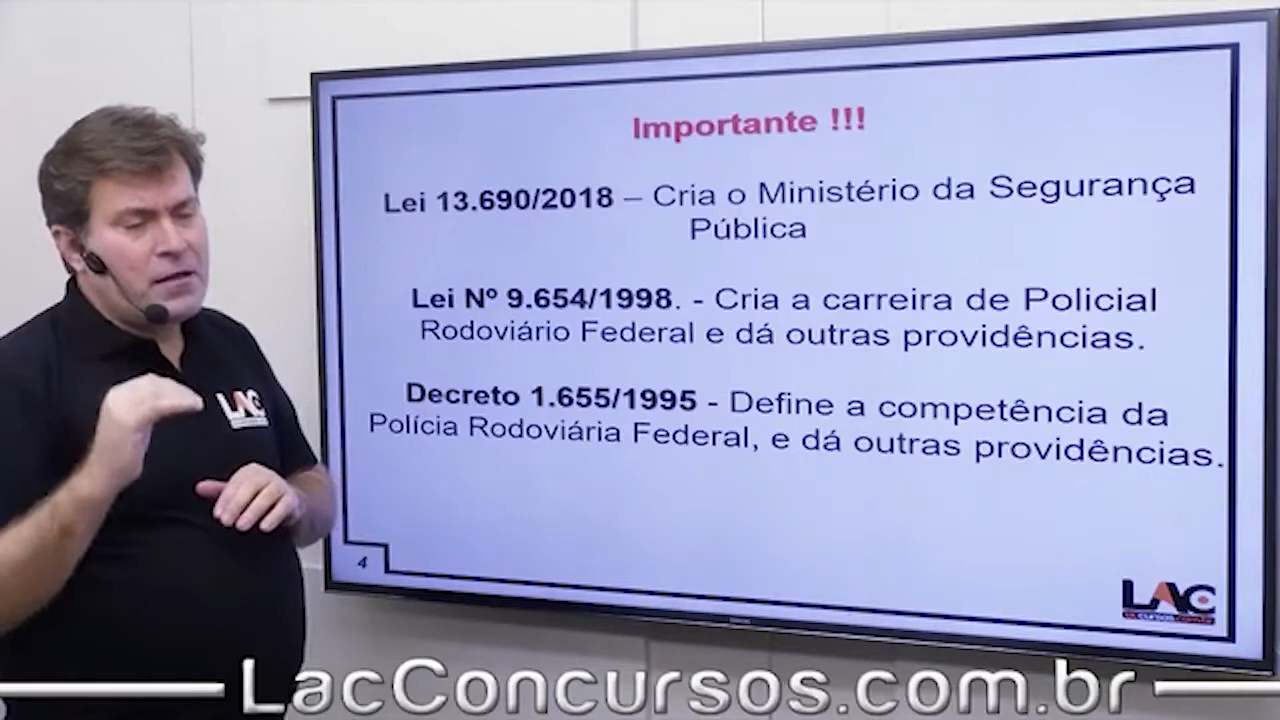 Importante !!!
Lei 13.690/2018 – Cria o Ministério da Segurança
Pública
Lei Nº 9.654/1998. - Cria a carreira de Policial
Rodoviário Federal e dá outras providências.
Decreto 1.655/1995 - Define a competência da
Polícia Rodoviária Federal, e dá outras providências.
4
LAC
LAC
LacConcursos.com.br